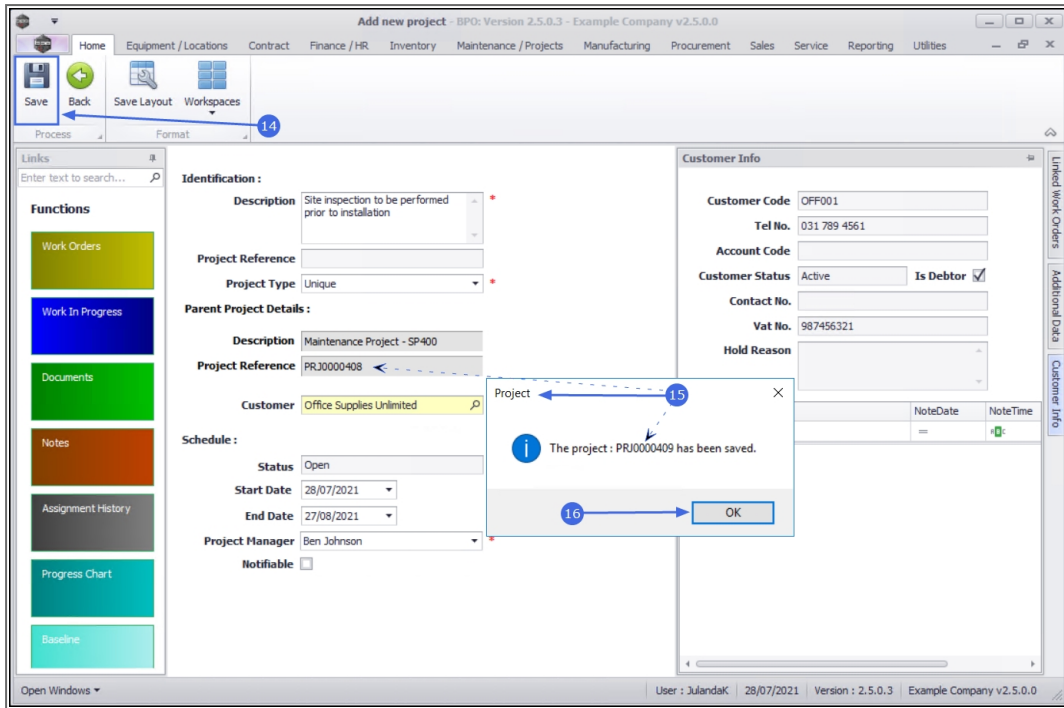 Add new project - BPO: Version 2.5.0.3 - Example Company v2.5.0.0
Home Equipment / Locations Contract Finance / HR Inventory Maintenance / Projects Manufacturing Procurement Sales Service Reporting Utilities
Save Back Save Layout Workspaces
14
Process Format
Links
Enter text to search...
Functions
Work Orders
Work In Progress
Documents
Notes
Assignment History
Progress Chart
Baseline
Identification :
Description Site inspection to be performed
prior to installation
*
Project Reference
Project Type Unique *
Parent Project Details :
Description Maintenance Project - SP400
Project Reference PRJ0000408
Customer Office Supplies Unlimited
Schedule :
Status Open
Start Date 28/07/2021
End Date 27/08/2021
Project Manager Ben Johnson *
Notifiable
Project
15
The project : PRJ0000409 has been saved.
16
OK
Customer Info
Customer Code OFF001
Tel No. 031 789 4561
Account Code
Customer Status Active Is Debtor
Contact No.
Vat No. 987456321
Hold Reason
NoteDate NoteTime
=
Linked Work Orders
Additional Data
Customer Info
Open Windows User : JulandaK 28/07/2021 Version : 2.5.0.3 Example Company v2.5.0.0